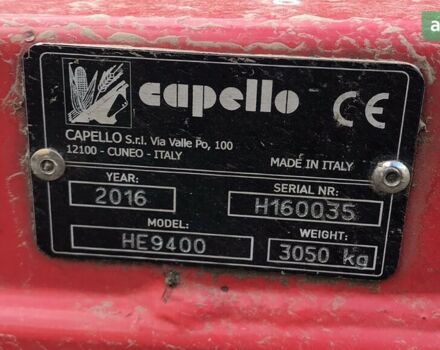 capello CE
CAPELLO S.r.l. Via Valle Po, 100
12100 - CUNEO - ITALY
MADE IN ITALY
YEAR: SERIAL NR:
2016 H160035
MODEL: WEIGHT:
HE9400 3050 kg